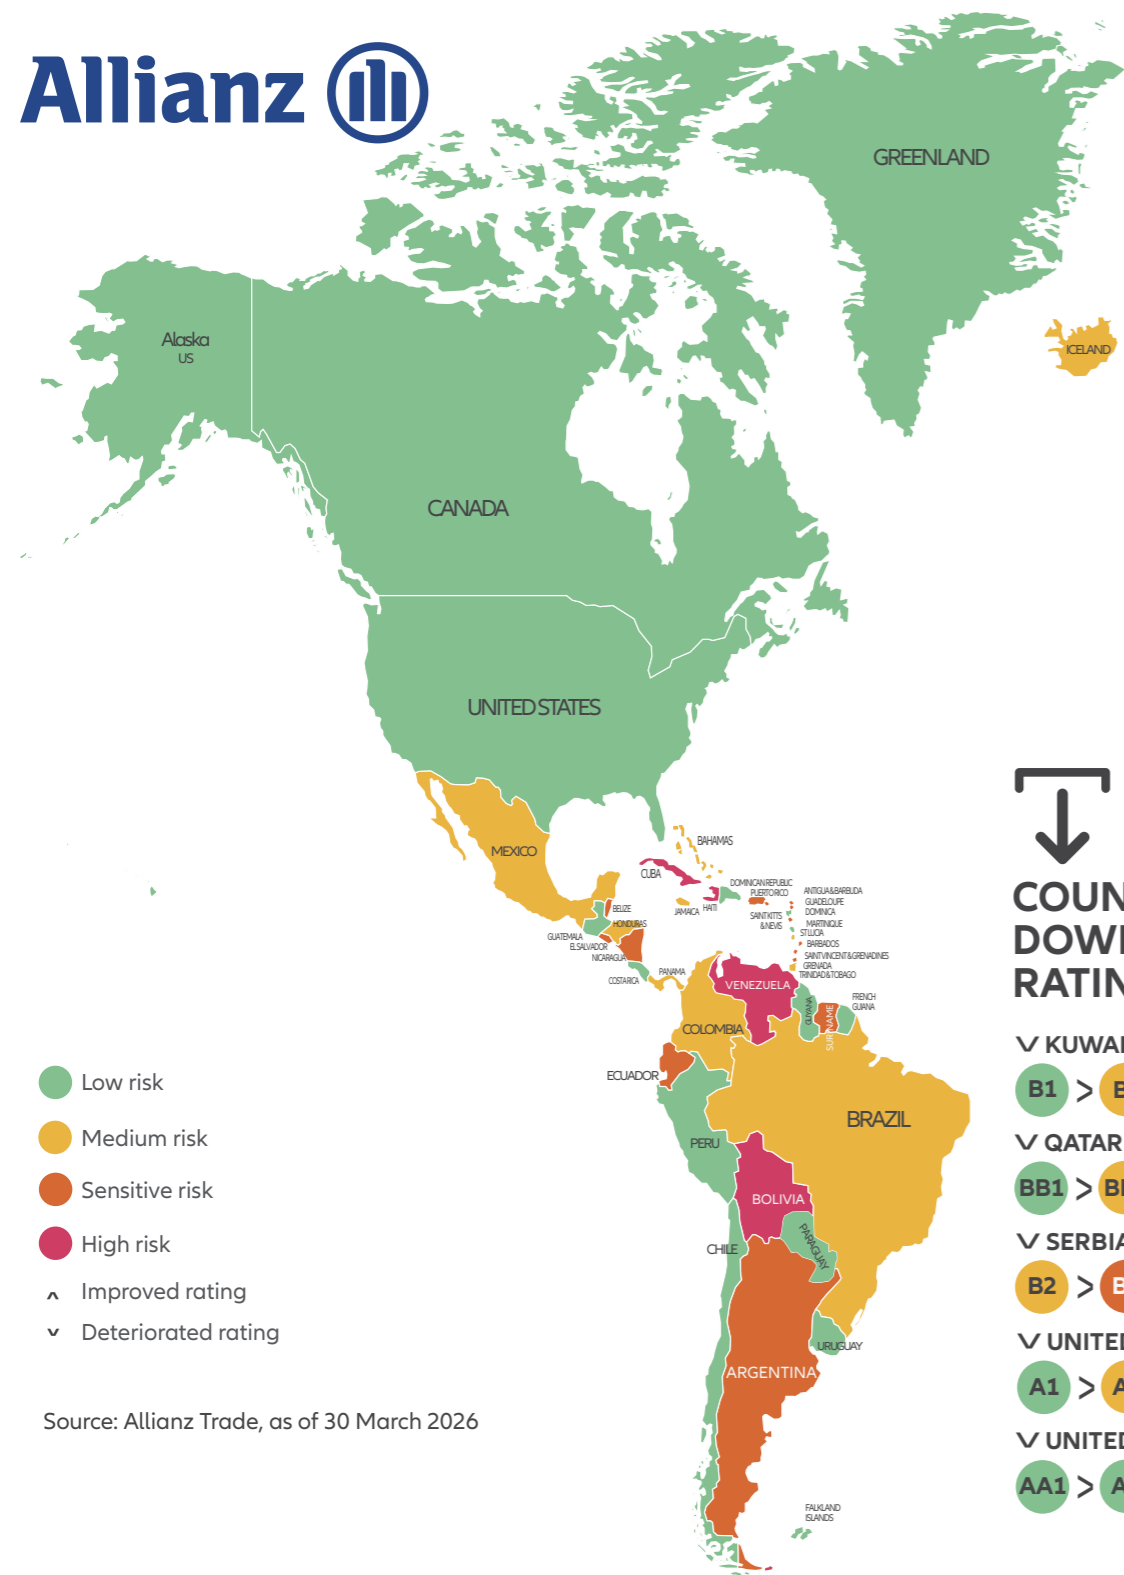 Allianz
GREENLAND
ICELAND
Alaska
US
CANADA
UNITED STATES
MEXICO
BAHAMAS
CUBA
DOMINICAN REPUBLIC
PUERTO RICO
HAITI
JAMAICA
ANTIGUA & BARBUDA
GUADELOUPE
DOMINICA
SAINT KITTS
& NEVIS
MARTINIQUE
ST LUCIA
BARBADOS
SAINT VINCENT & GRENADINES
GRENADA
TRINIDAD & TOBAGO
BELIZE
HONDURAS
GUATEMALA
EL SALVADOR
NICARAGUA
COSTA RICA
PANAMA
VENEZUELA
GUYANA
SURINAME
FRENCH
GUIANA
COLOMBIA
ECUADOR
BRAZIL
PERU
BOLIVIA
PARAGUAY
CHILE
URUGUAY
ARGENTINA
FALKLAND
ISLANDS
Low risk
Medium risk
Sensitive risk
High risk
Improved rating
Deteriorated rating
Source: Allianz Trade, as of 30 March 2026
COUN
DOW
RATIN
KUWA
B1 > B
QATAR
BB1 > B
SERBIA
B2 > B
UNITED
A1 > A
UNITED
AA1 > A